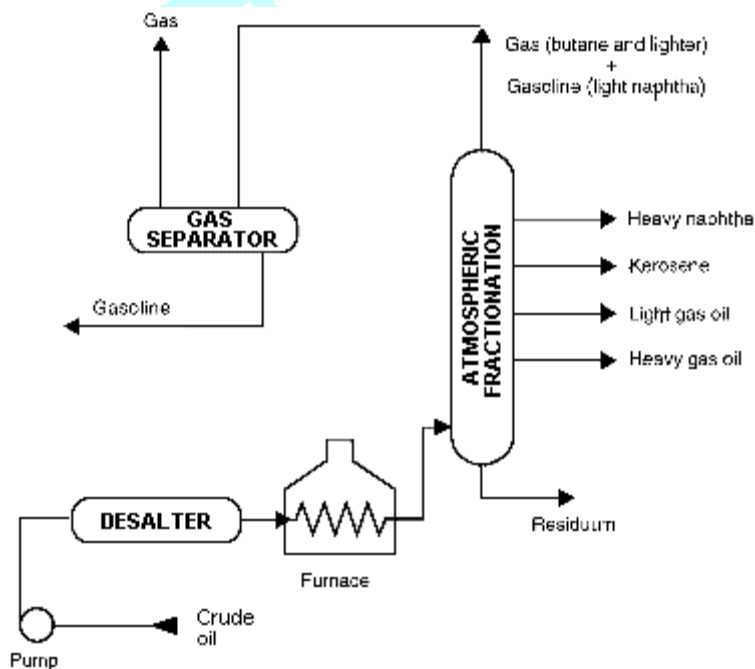 Gas
Gas (butane and lighter)
+
Gasoline (light naphtha)
GAS
SEPARATOR
Heavy naphtha
Kerosene
Light gas oil
Heavy gas oil
ATMOSPHERIC
FRACTIONATION
Gasoline
DESALTER
Residuum
Furnace
Crude
oil
Pump